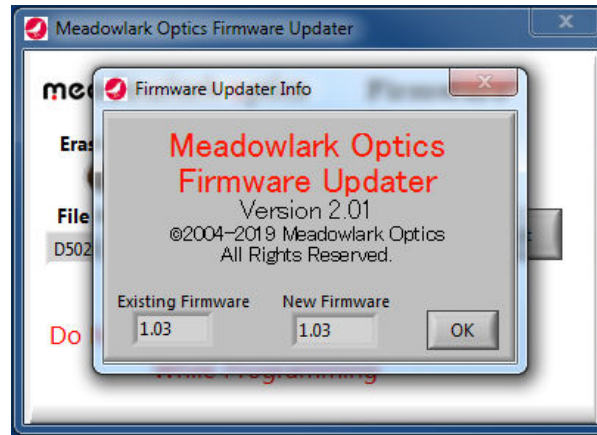 Meadowlark Optics Firmware Updater
Firmware Updater Info
Meadowlark Optics
Firmware Updater
Version 2.01
©2004-2019 Meadowlark Optics
All Rights Reserved.
Existing Firmware New Firmware
1.03 1.03 OK
File
D502
Do
While Programming